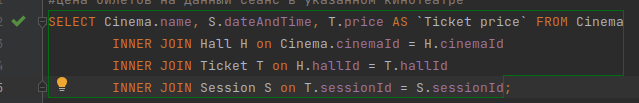 #цена билетов на данный сеанс в указанном кинотеатре
SELECT Cinema.name, S.dateAndTime, T.price AS `Ticket price` FROM Cinema
INNER JOIN Hall H on Cinema.cinemaId = H.cinemaId
INNER JOIN Ticket T on H.hallId = T.hallId
INNER JOIN Session S on T.sessionId = S.sessionId;